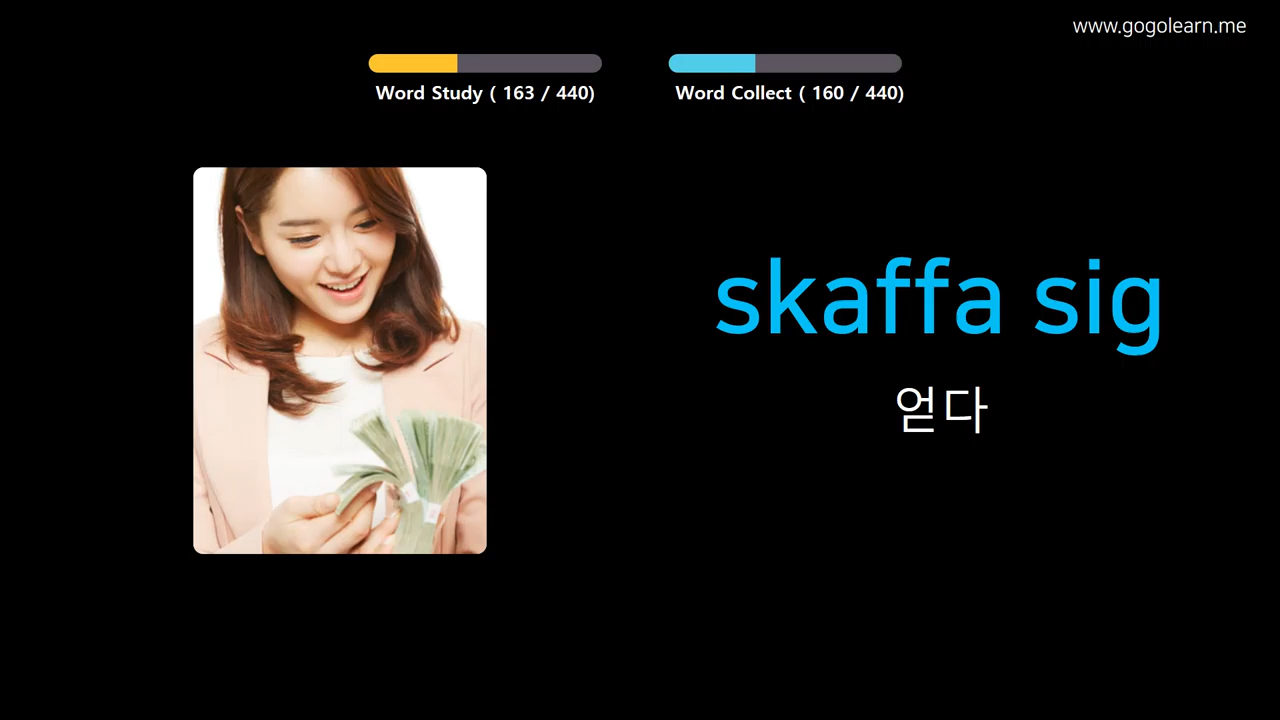 www.gogolearn.me
Word Study ( 163 / 440)
Word Collect ( 160 / 440)
skaffa sig
얻다